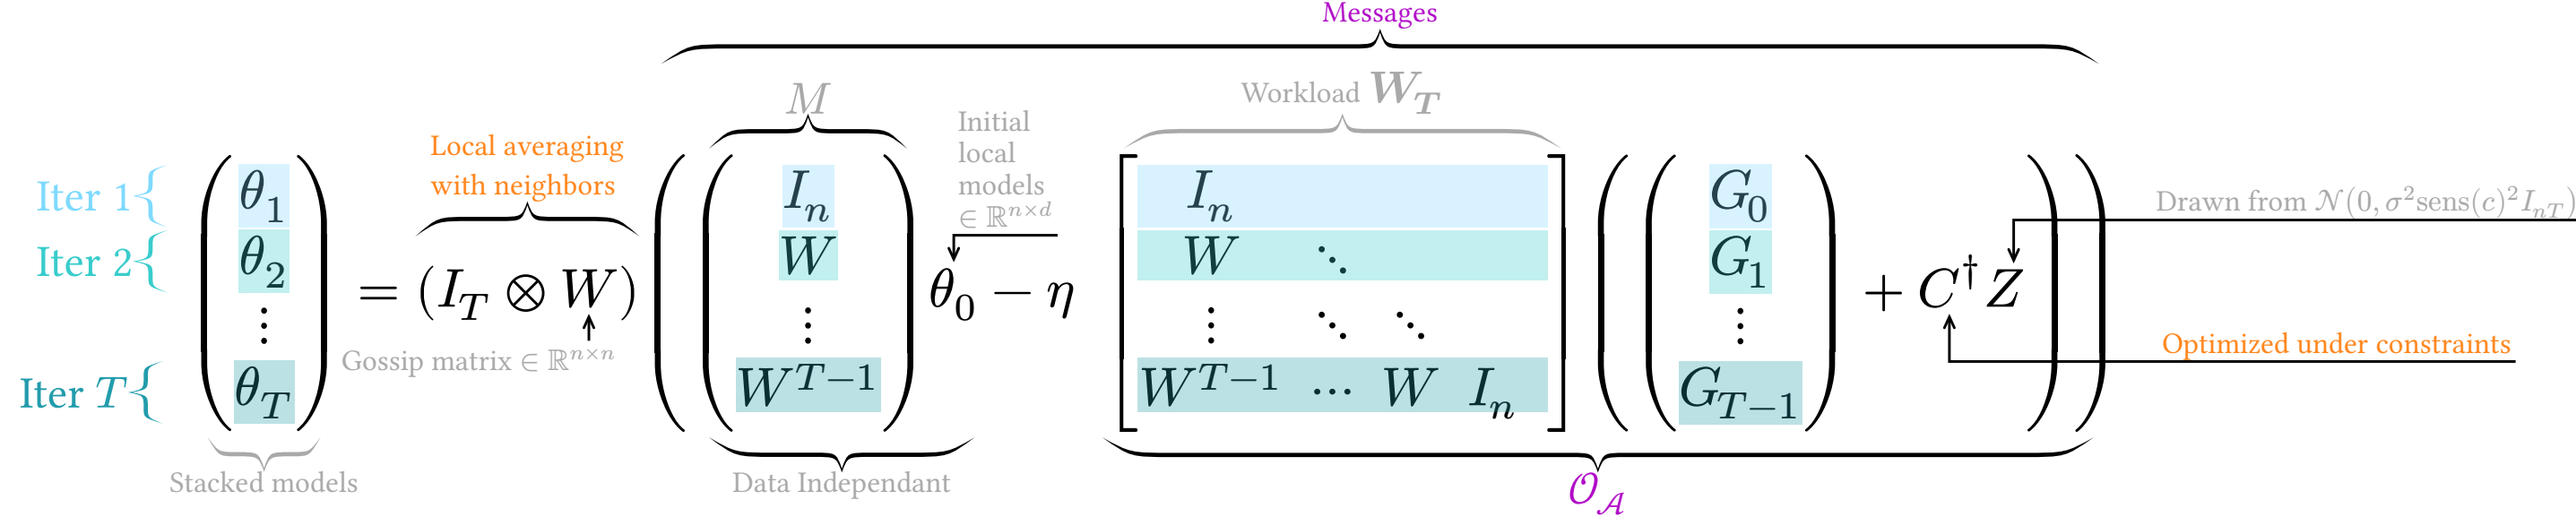 Messages
M
Workload W_T
Initial
local
models
∈ ℝ^{n×d}
Local averaging
with neighbors
Iter 1{
Iter 2{
Iter T{
(θ_1 θ_2 ⋮ θ_T) = (I_T ⊗ W) ( (I_n W ⋮ W^{T−1}) θ_0 − η [I_n W ⋱ ⋮ ⋱ ⋱ W^{T−1} ⋯ W I_n] ( (G_0 G_1 ⋮ G_{T−1}) + C^† Z ) )
Drawn from 𝒩(0, σ²sens(c)²I_{nT})
Gossip matrix ∈ ℝ^{n×n}
Optimized under constraints
Stacked models
Data Independant
𝒪_𝒜